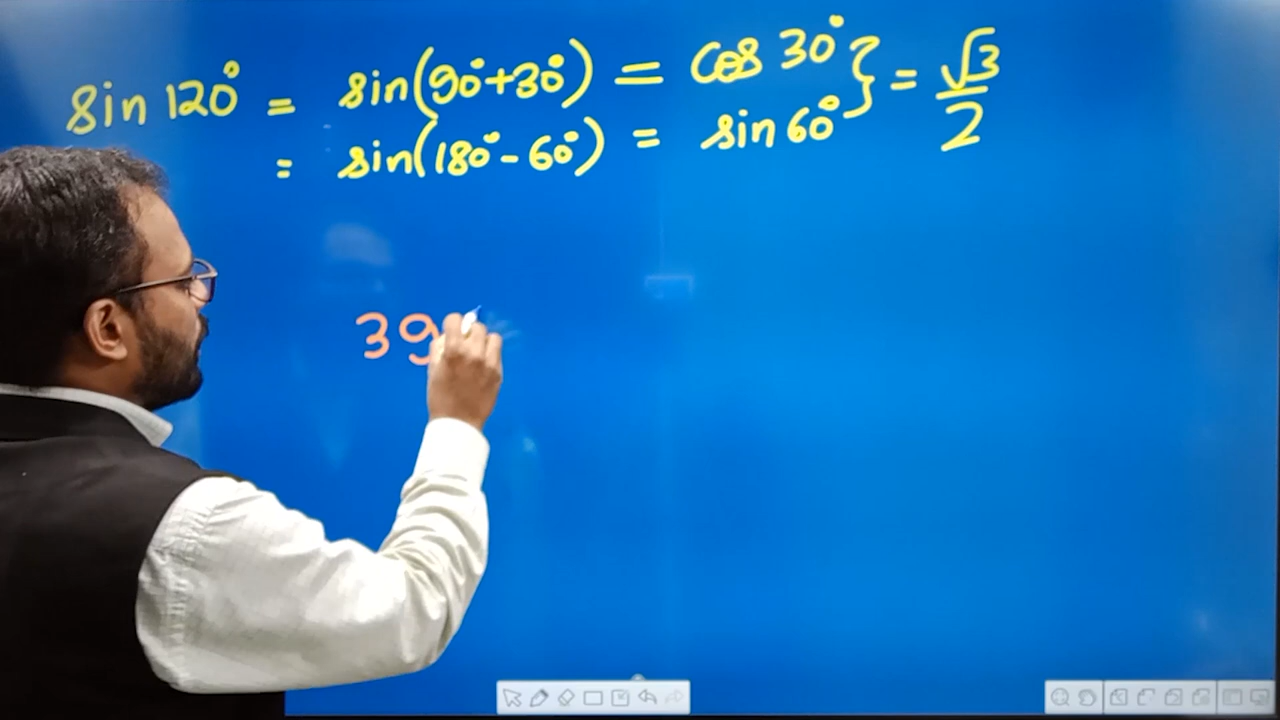 sin 120° = sin(90°+30°) = cos 30° } = √3/2
= sin(180°-60°) = sin 60°
39